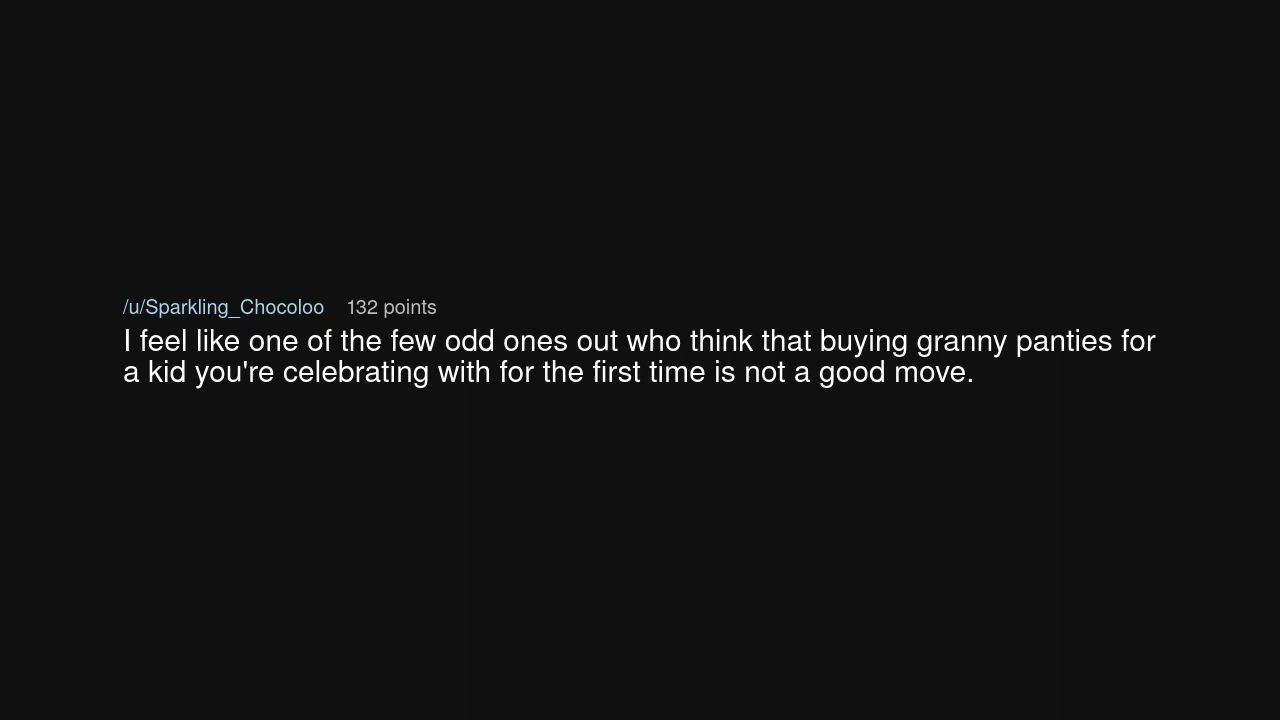 /u/Sparkling_Chocoloo 132 points
I feel like one of the few odd ones out who think that buying granny panties for
a kid you're celebrating with for the first time is not a good move.